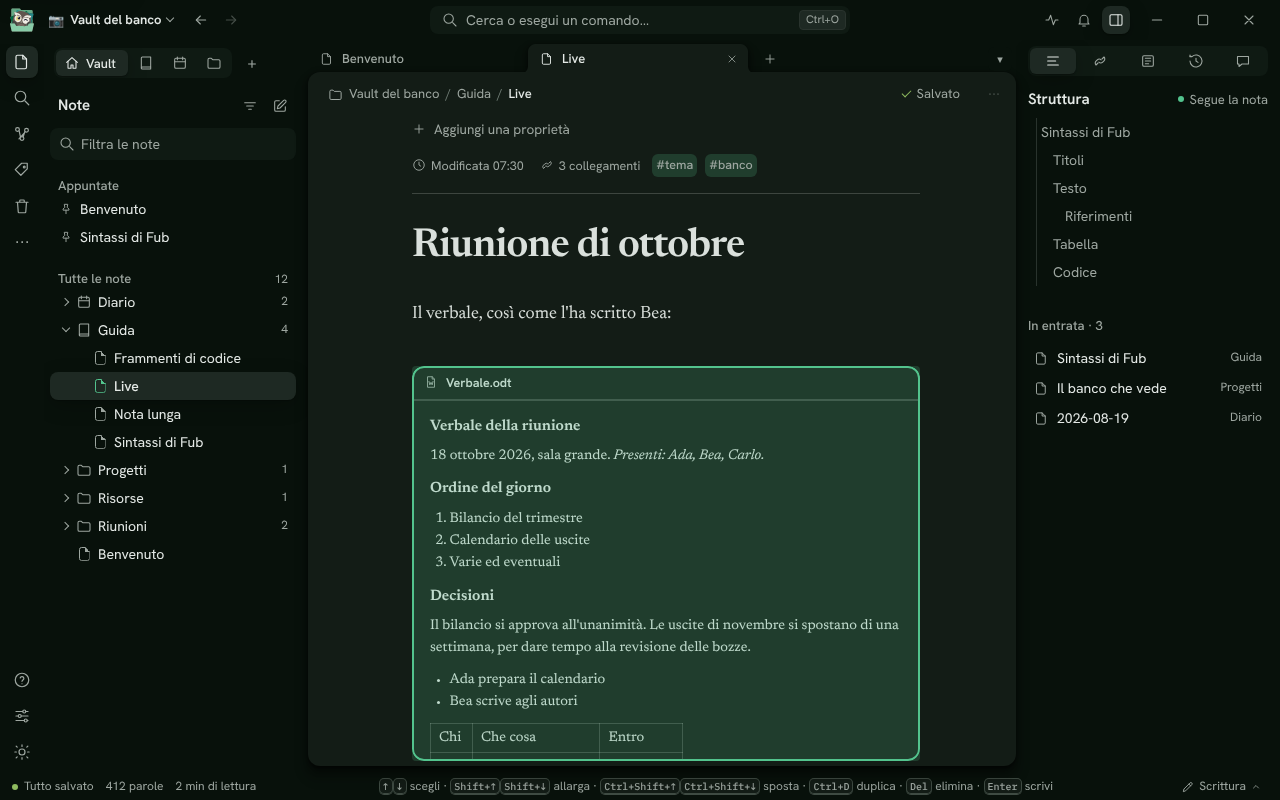 Vault del banco
Cerca o esegui un comando…
Ctrl+O
Vault
Benvenuto
Live
Note
Filtra le note
Appuntate
Benvenuto
Sintassi di Fub
Tutte le note 12
Diario 2
Guida 4
Frammenti di codice
Live
Nota lunga
Sintassi di Fub
Progetti 1
Risorse 1
Riunioni 2
Benvenuto
Vault del banco / Guida / Live
Salvato
Aggiungi una proprietà
Modificata 07:30 3 collegamenti #tema #banco
Riunione di ottobre
Il verbale, così come l'ha scritto Bea:
Verbale.odt
Verbale della riunione
18 ottobre 2026, sala grande. Presenti: Ada, Bea, Carlo.
Ordine del giorno
1. Bilancio del trimestre
2. Calendario delle uscite
3. Varie ed eventuali
Decisioni
Il bilancio si approva all'unanimità. Le uscite di novembre si spostano di una
settimana, per dare tempo alla revisione delle bozze.
• Ada prepara il calendario
• Bea scrive agli autori
Chi Che cosa Entro
Struttura
Segue la nota
Sintassi di Fub
Titoli
Testo
Riferimenti
Tabella
Codice
In entrata · 3
Sintassi di Fub Guida
Il banco che vede Progetti
2026-08-19 Diario
Tutto salvato 412 parole 2 min di lettura
↑ ↓ scegli · Shift+↑ Shift+↓ allarga · Ctrl+Shift+↑ Ctrl+Shift+↓ sposta · Ctrl+D duplica · Del elimina · Enter scrivi
Scrittura